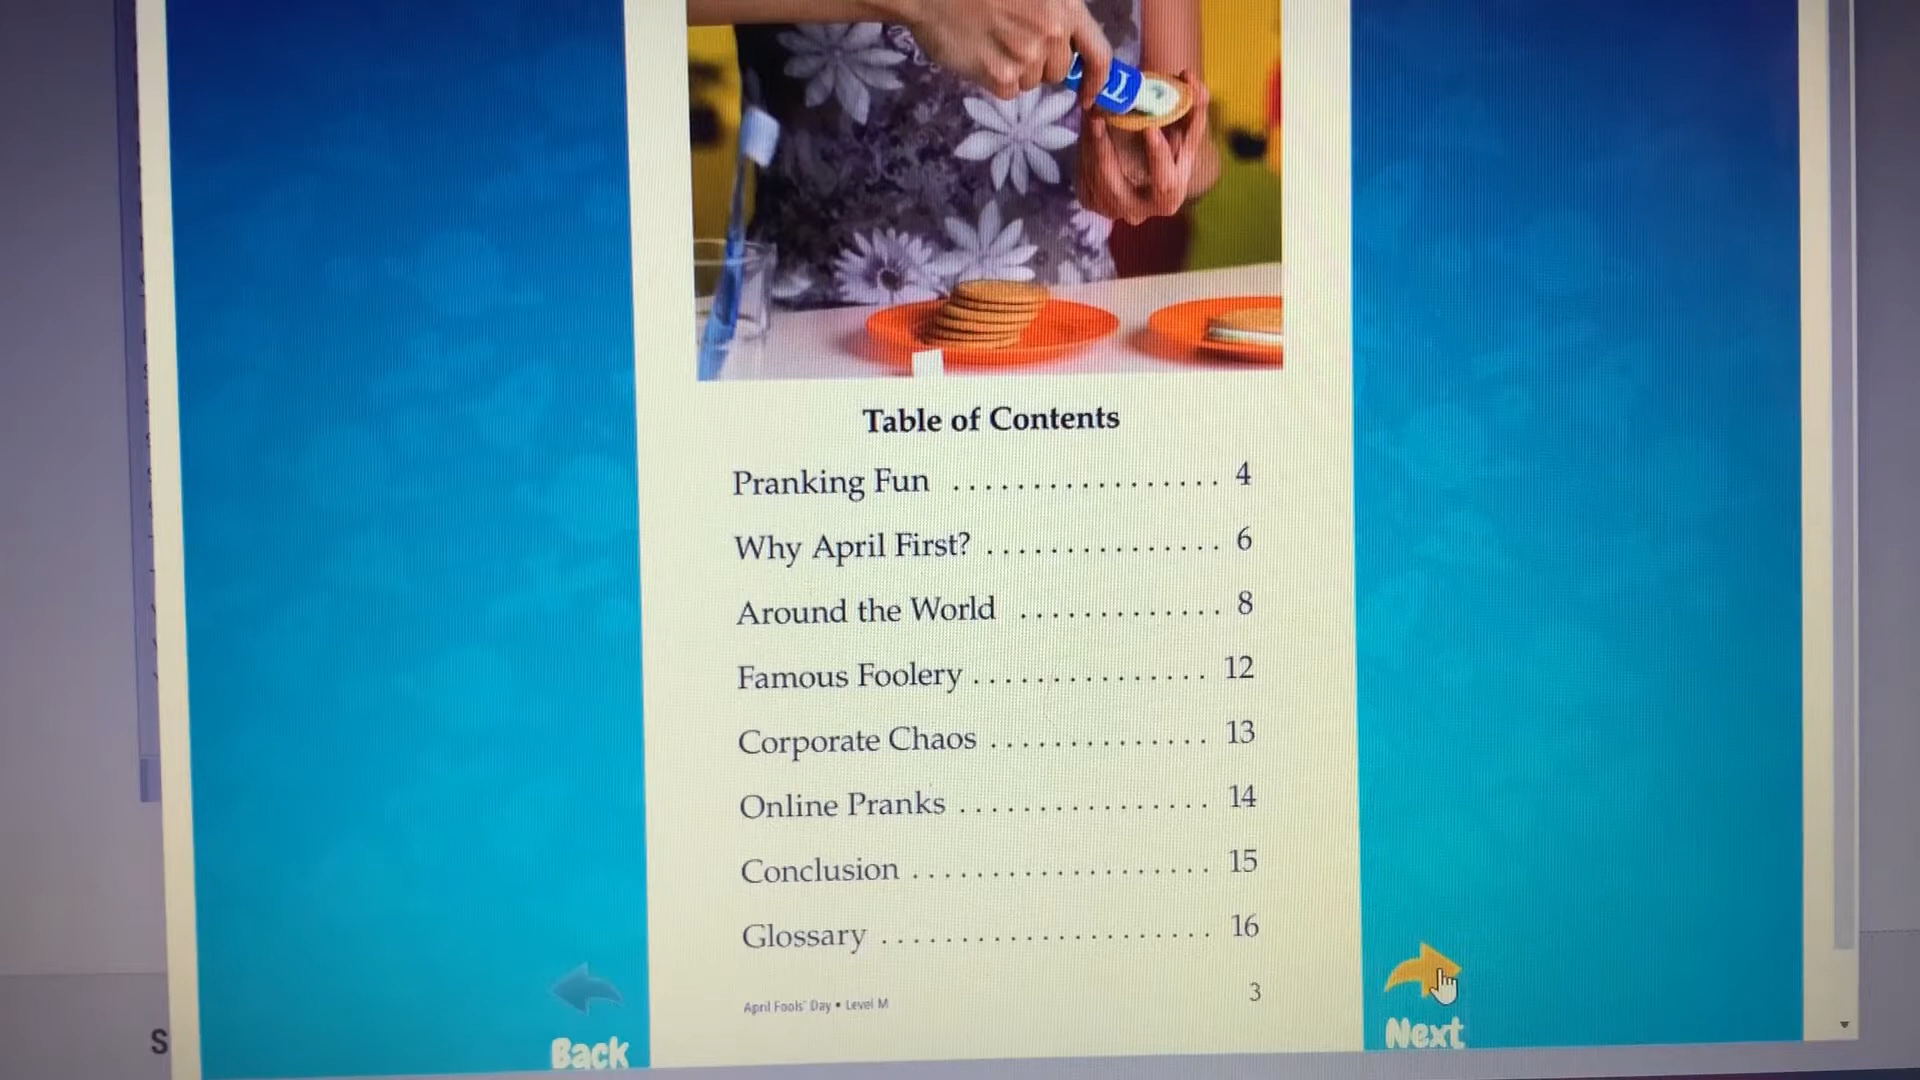 T
Table of Contents
Pranking Fun ................. 4
Why April First? ............... 6
Around the World ............. 8
Famous Foolery ............... 12
Corporate Chaos .............. 13
Online Pranks ................ 14
Conclusion ................... 15
Glossary ..................... 16
April Fools' Day • Level M
3
Back
Next
S